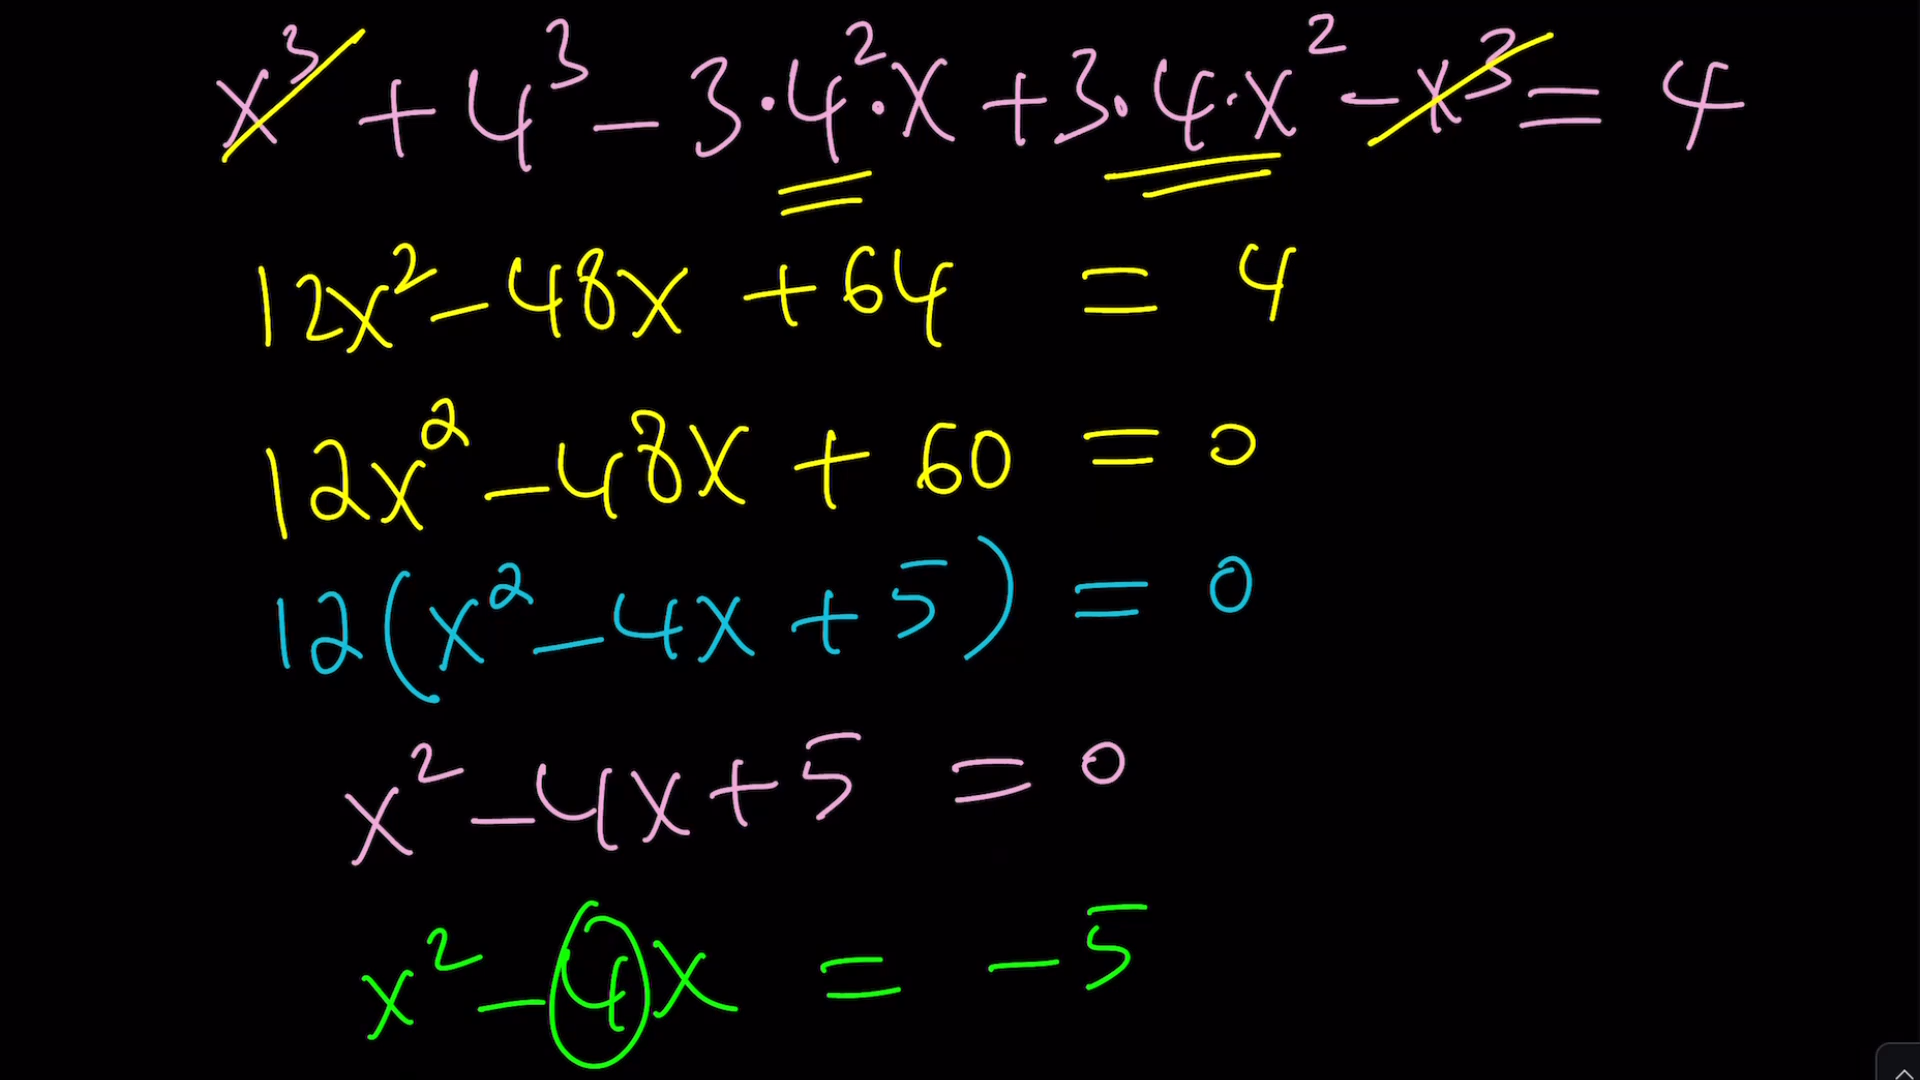 x³ + 4³ - 3·4²·x + 3·4·x² - x³ = 4
12x² - 48x + 64 = 4
12x² - 48x + 60 = 0
12(x² - 4x + 5) = 0
x² - 4x + 5 = 0
x² - 4x = -5